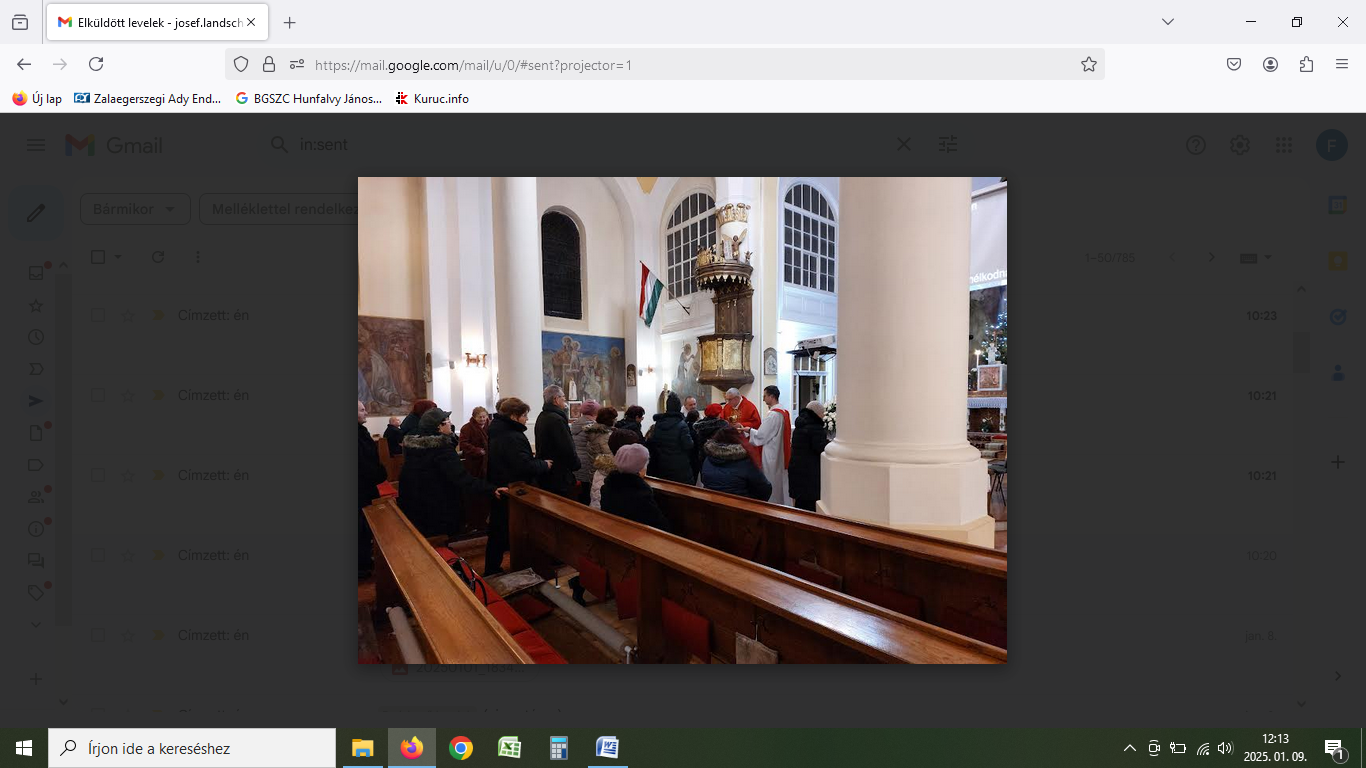 Elküldött levelek - josef.landsch
https://mail.google.com/mail/u/0/#sent?projector=1
Új lap
Zalaegerszegi Ady End...
BGSZC Hunfalvy János...
Kuruc.info
Gmail
in:sent
F
Bármikor
Melléklettel rendelkez
31
1–50/785
Címzett: én
10:23
Címzett: én
10:21
Címzett: én
10:21
Címzett: én
10:20
Címzett: én
jan. 8.
Írjon ide a kereséshez
12:13
2025. 01. 09.
1